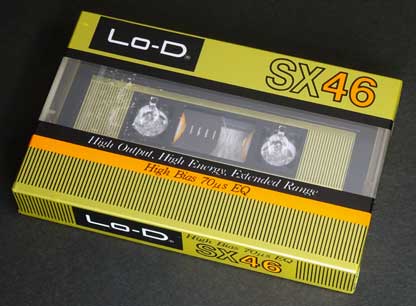 Lo-D®
SX46
High Output, High Energy, Extended Range
High Bias 70μs EQ
Lo-D®
High Bias 70μs EQ
SX46